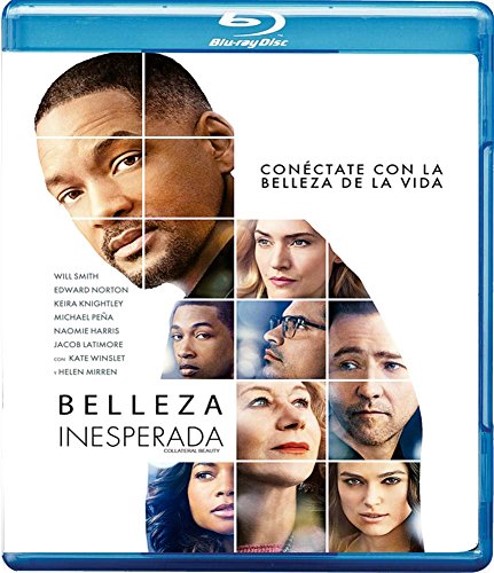 Blu-ray Disc
CONÉCTATE CON LA
BELLEZA DE LA VIDA
WILL SMITH
EDWARD NORTON
KEIRA KNIGHTLEY
MICHAEL PEÑA
NAOMIE HARRIS
JACOB LATIMORE
CON KATE WINSLET
Y HELEN MIRREN
BELLEZA
INESPERADA
COLLATERAL BEAUTY